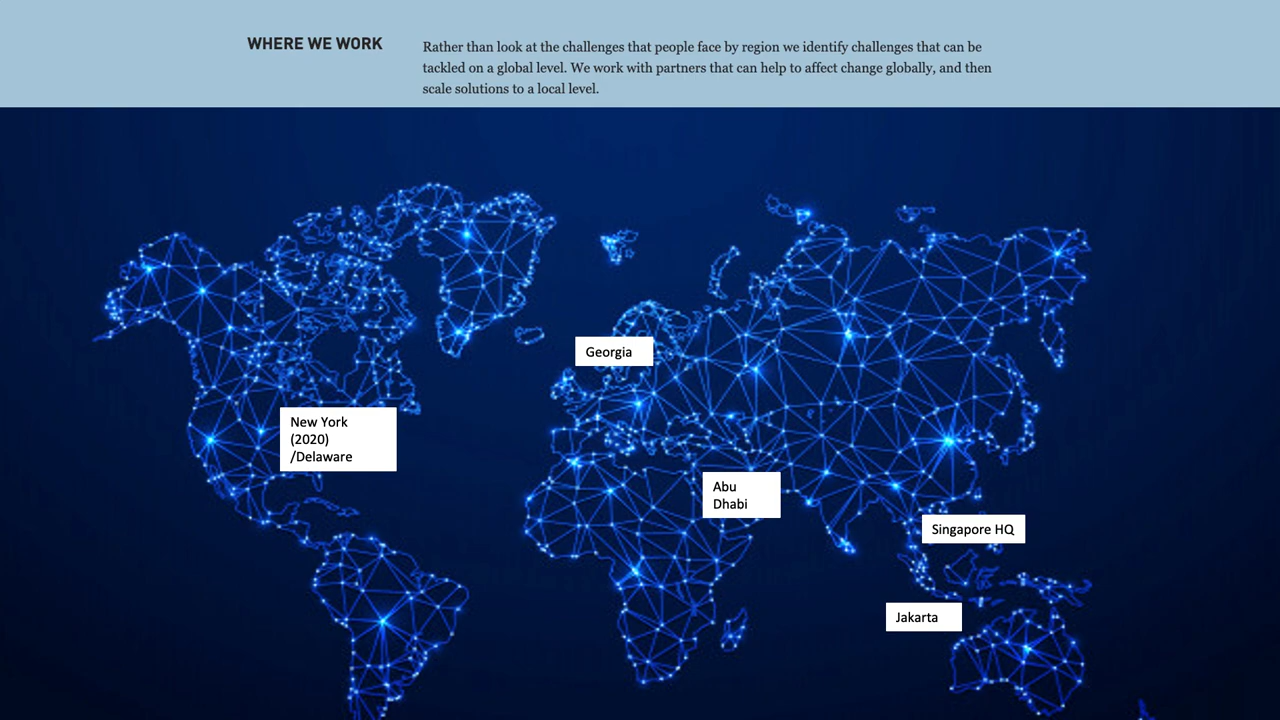 WHERE WE WORK
Rather than look at the challenges that people face by region we identify challenges that can be
tackled on a global level. We work with partners that can help to affect change globally, and then
scale solutions to a local level.
Georgia
New York
(2020)
/Delaware
Abu
Dhabi
Singapore HQ
Jakarta